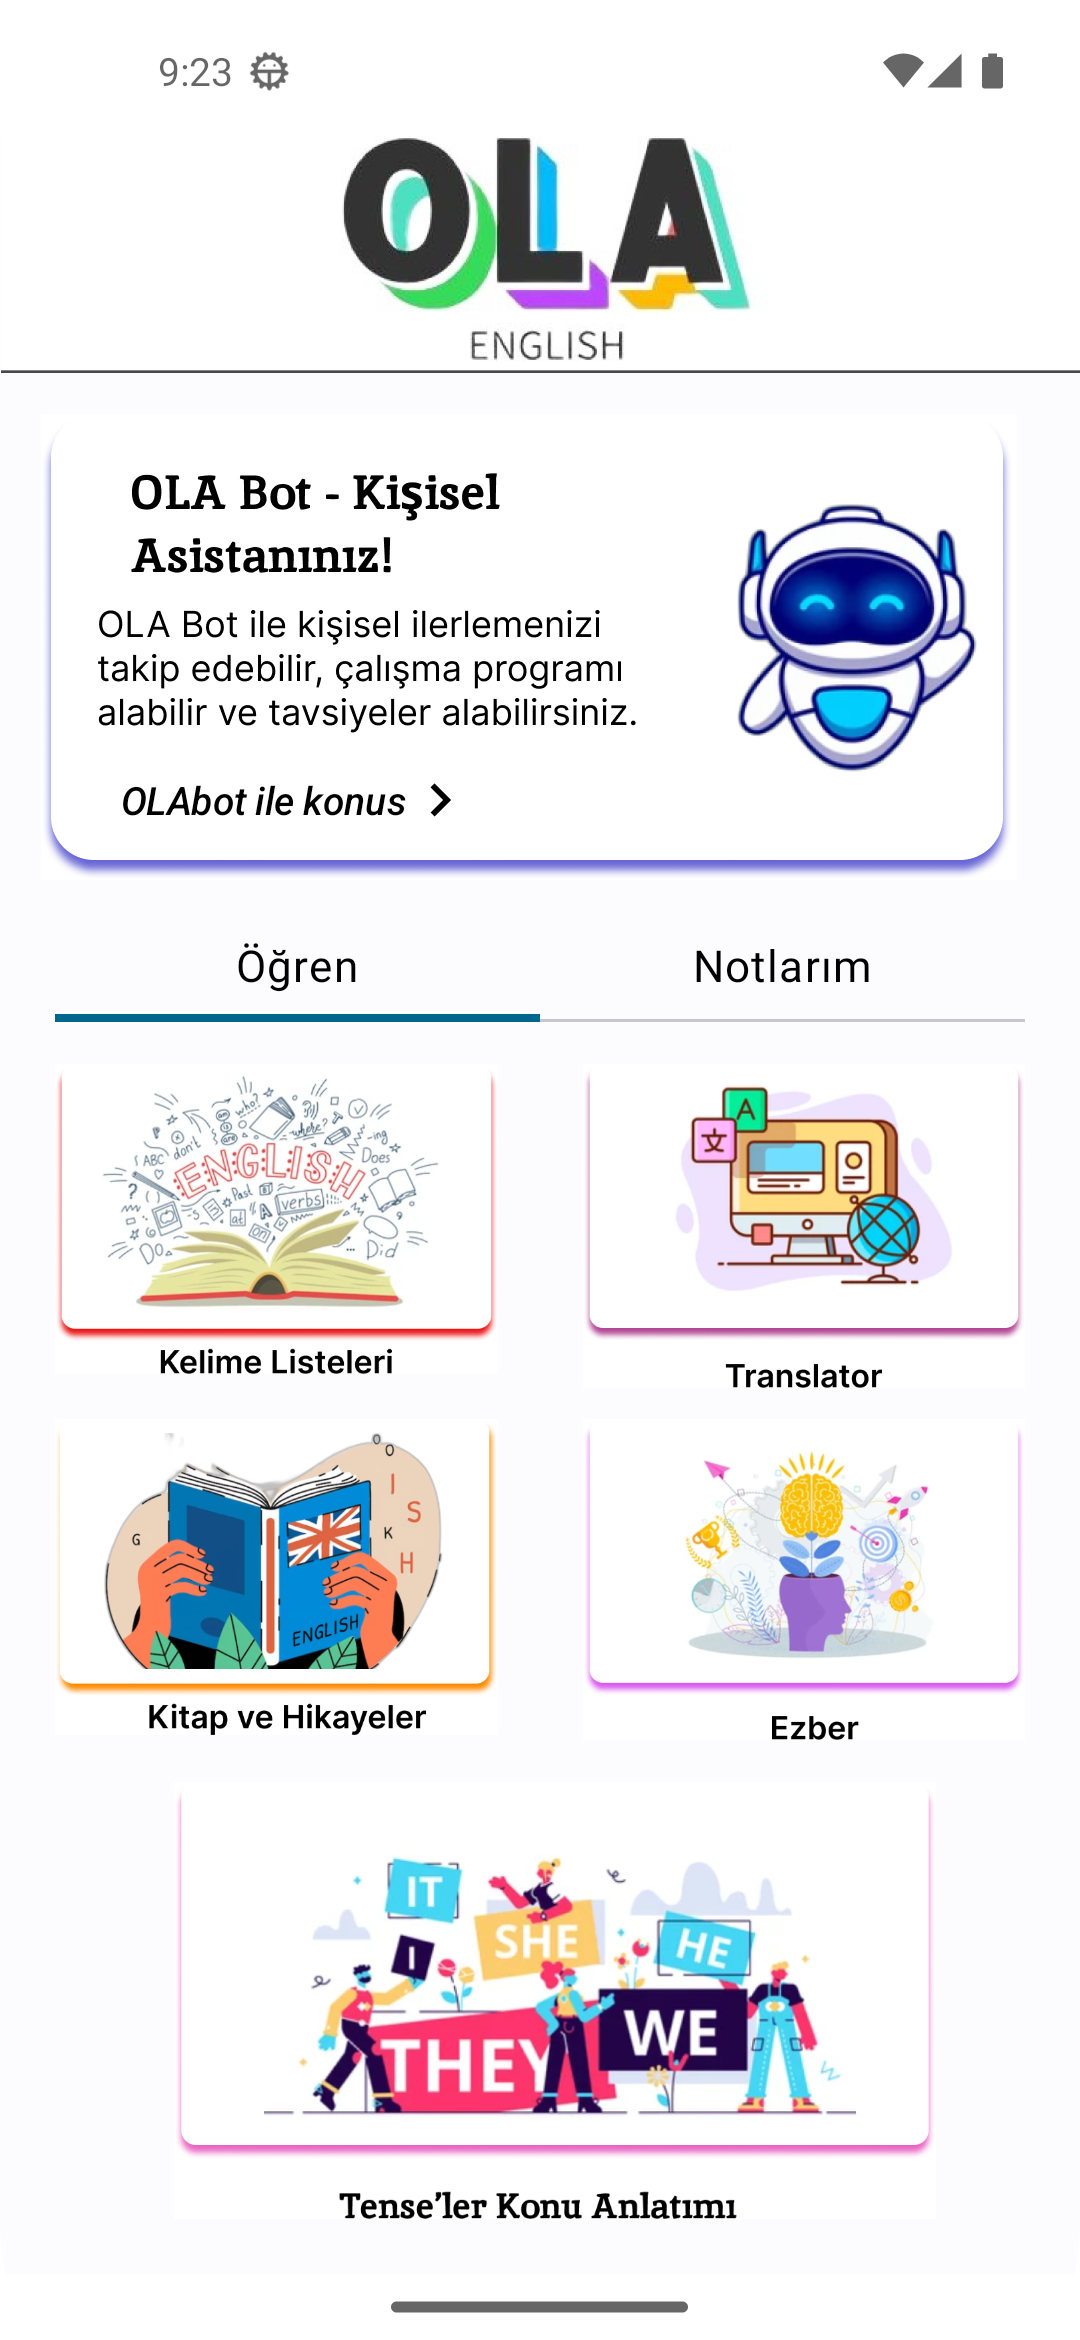 9:23
OLA
ENGLISH
OLA Bot - Kişisel
Asistanınız!
OLA Bot ile kişisel ilerlemenizi
takip edebilir, çalışma programı
alabilir ve tavsiyeler alabilirsiniz.
OLAbot ile konus
Öğren
Notlarım
who?
where?
-ing
ABC
don't
Does
ENGLISH
Past
verbs
at
A
on
Do
Did
Kelime Listeleri
A
文
Translator
O
O
I
S
G
K
H
ENGLISH
Kitap ve Hikayeler
Ezber
IT
SHE
I
HE
WE
THEY
Tense'ler Konu Anlatımı